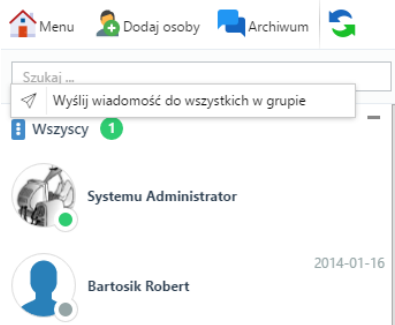 Menu Dodaj osoby Archiwum
Szukaj ...
Wyślij wiadomość do wszystkich w grupie
Wszyscy 1
Systemu Administrator
2014-01-16
Bartosik Robert